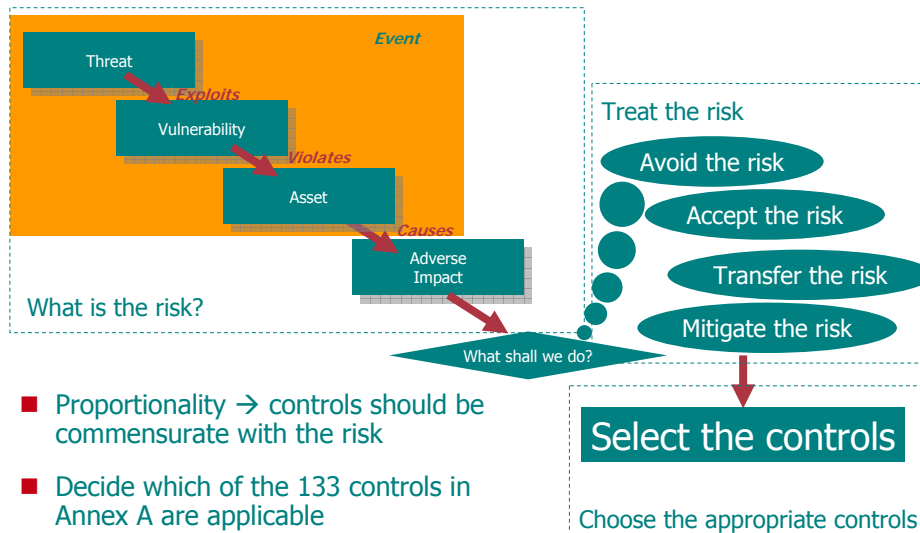 Event
Threat
Exploits
Vulnerability
Violates
Asset
Causes
Adverse
Impact
What is the risk?
What shall we do?
Treat the risk
Avoid the risk
Accept the risk
Transfer the risk
Mitigate the risk
Select the controls
Choose the appropriate controls
■ Proportionality → controls should be
commensurate with the risk
■ Decide which of the 133 controls in
Annex A are applicable